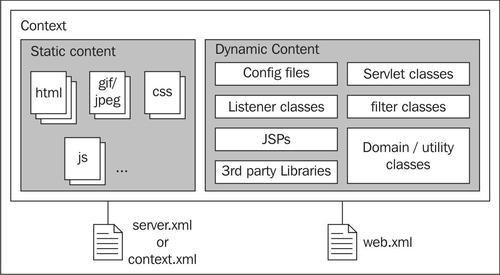 Context
Static content
html
gif/
jpeg
css
js
...
Dynamic Content
Config files
Servlet classes
Listener classes
filter classes
JSPs
Domain / utility
classes
3rd party Libraries
server.xml
or
context.xml
web.xml